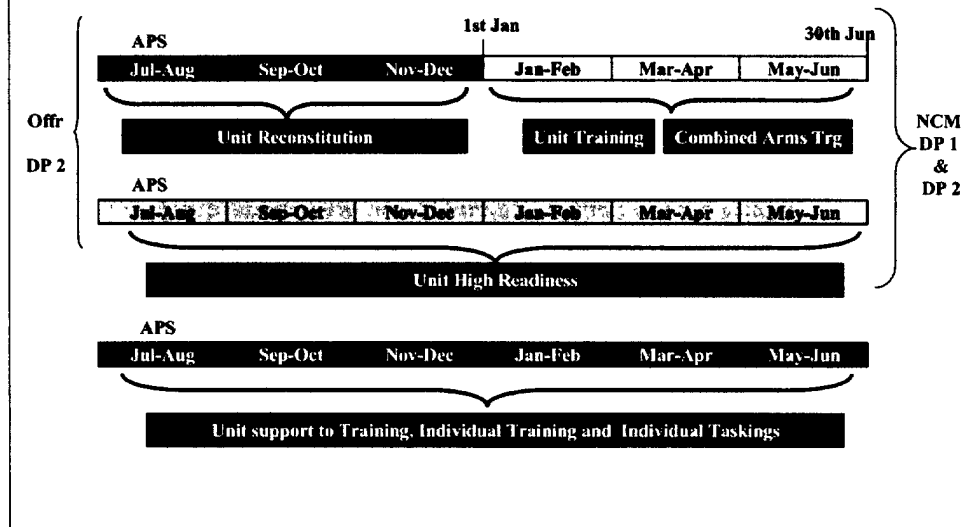 1st Jan
30th Jun
APS
Jul-Aug Sep-Oct Nov-Dec Jan-Feb Mar-Apr May-Jun
Offr
DP 2
Unit Reconstitution Unit Training Combined Arms Trg
NCM
DP 1
&
DP 2
APS
Jul-Aug Sep-Oct Nov-Dec Jan-Feb Mar-Apr May-Jun
Unit High Readiness
APS
Jul-Aug Sep-Oct Nov-Dec Jan-Feb Mar-Apr May-Jun
Unit support to Training, Individual Training and Individual Taskings